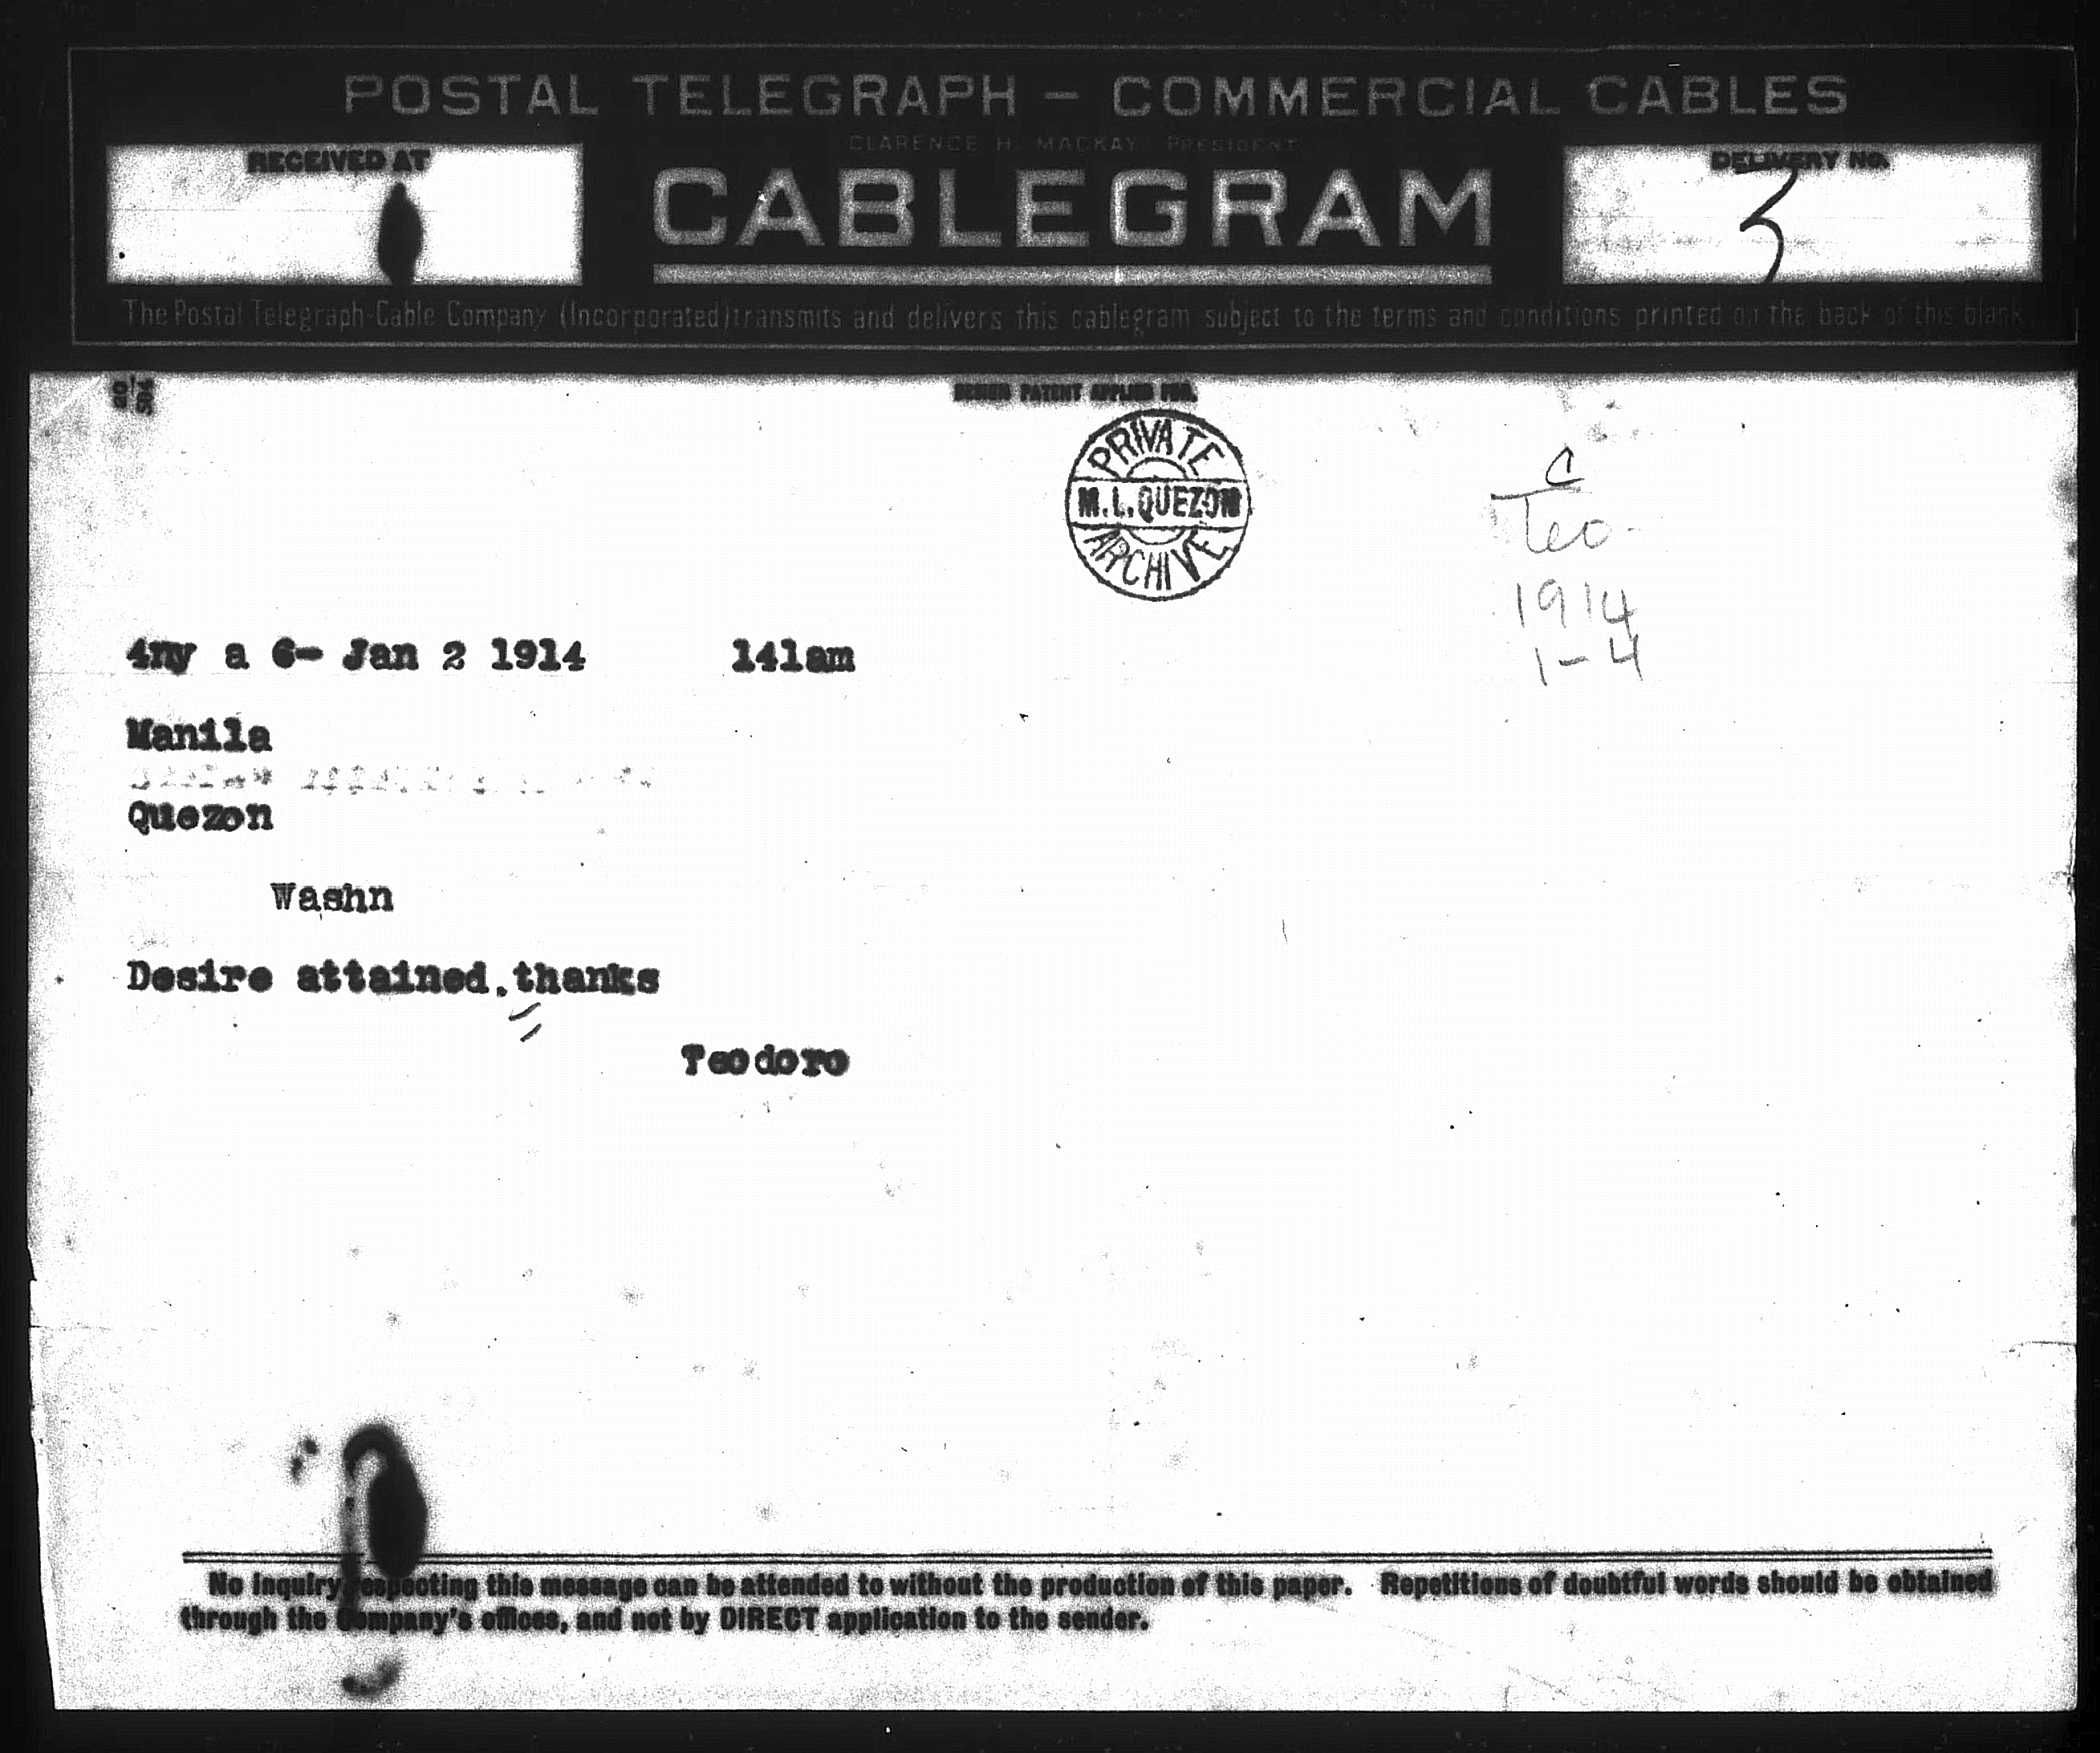 POSTAL TELEGRAPH – COMMERCIAL CABLES
CLARENCE H. MACKAY, PRESIDENT
RECEIVED AT
CABLEGRAM
DELIVERY NO.
3
The Postal Telegraph-Cable Company (Incorporated) transmits and delivers this cablegram subject to the terms and conditions printed on the back of this blank.
DESIGN PATENT APPLIED FOR.
PRIVATE
M.L.QUEZON
ARCHIVE
C
Teo-
1914
1-4
4ny a 6- Jan 2 1914 141am
Manila
Quezon
Washn
Desire attained.thanks
Teodoro
No inquiry respecting this message can be attended to without the production of this paper. Repetitions of doubtful words should be obtained
through the Company's offices, and not by DIRECT application to the sender.